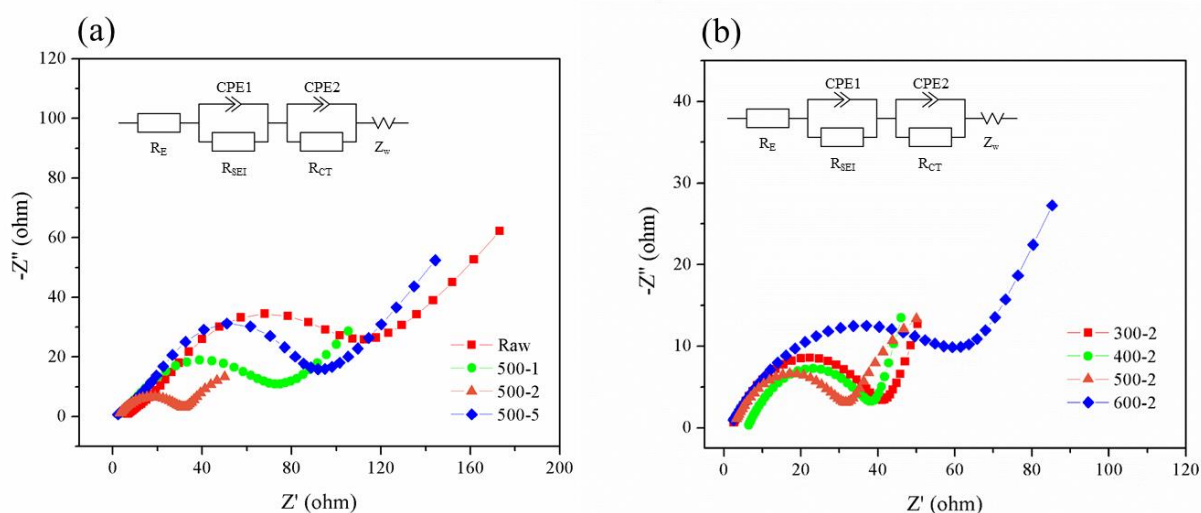 (a)
120
100
80
60
40
20
0
-Z″ (ohm)
CPE1
CPE2
R_E
R_SEI
R_CT
Z_w
Raw
500-1
500-2
500-5
0
40
80
120
160
200
Z' (ohm)
(b)
40
30
20
10
0
-Z″ (ohm)
CPE1
CPE2
R_E
R_SEI
R_CT
Z_w
300-2
400-2
500-2
600-2
0
20
40
60
80
100
120
Z' (ohm)